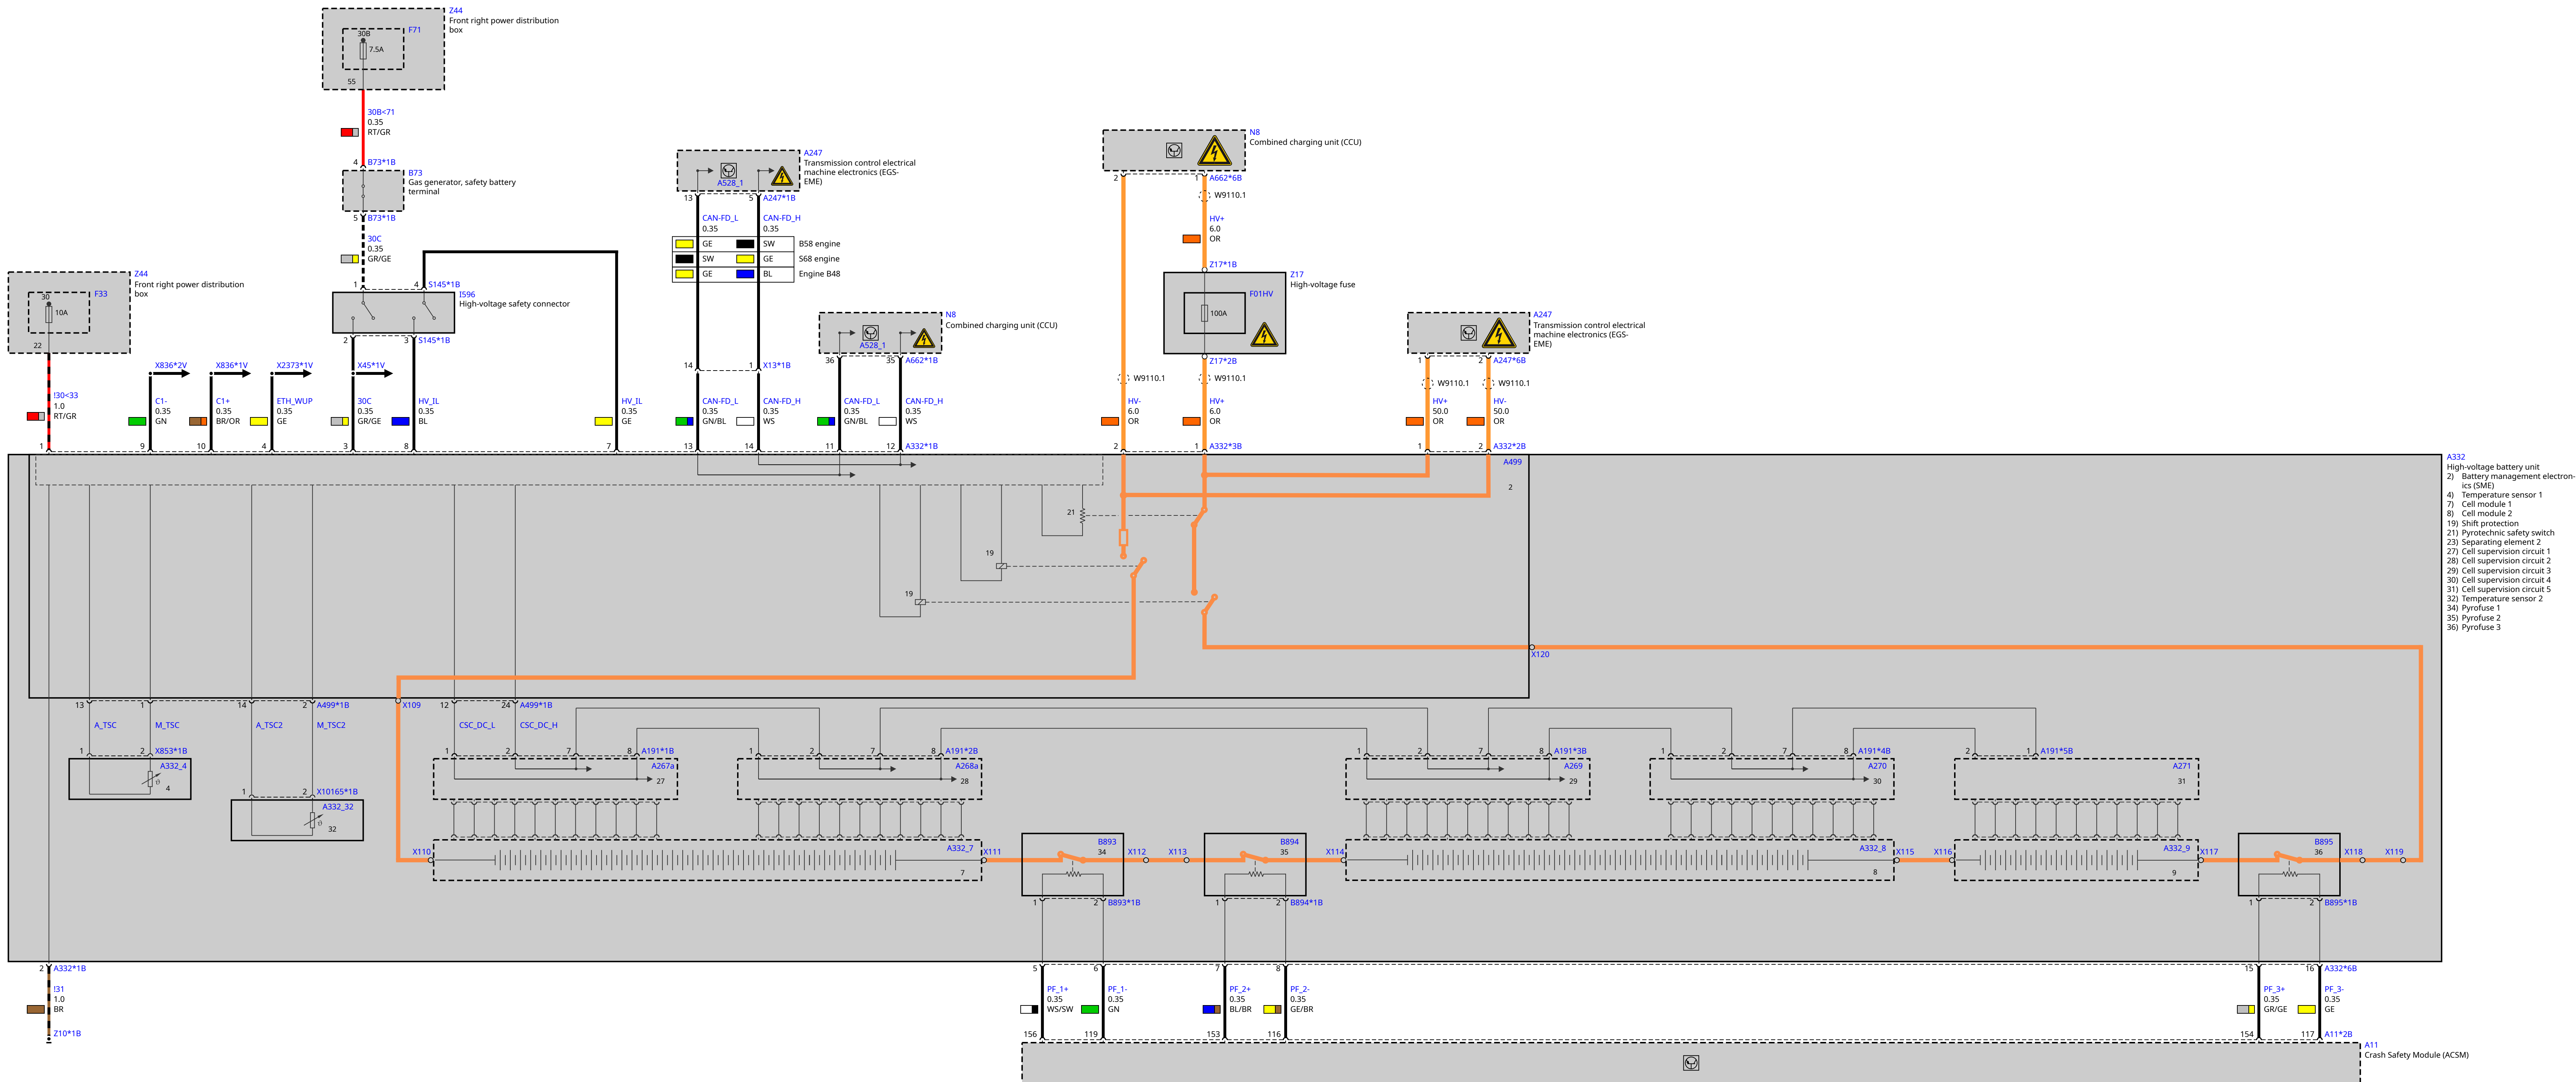 Z44
Front right power distribution
box
F71
30B
7.5A
55
30B<71
0.35
RT/GR
4
B73*1B
B73
Gas generator, safety battery
terminal
5
B73*1B
30C
0.35
GR/GE
1
4
S145*1B
I596
High-voltage safety connector
2
3
S145*1B
Z44
Front right power distribution
box
F33
30
10A
22
!30<33
1.0
RT/GR
1
X836*2V
C1-
0.35
GN
9
X836*1V
C1+
0.35
BR/OR
10
X2373*1V
ETH_WUP
0.35
GE
4
X45*1V
30C
0.35
GR/GE
3
HV_IL
0.35
BL
8
HV_IL
0.35
GE
7
A247
Transmission control electrical
machine electronics (EGS-
EME)
A528_1
13
5
A247*1B
CAN-FD_L
0.35
CAN-FD_H
0.35
GE
SW
B58 engine
SW
GE
S68 engine
GE
BL
Engine B48
14
1
X13*1B
CAN-FD_L
0.35
GN/BL
13
CAN-FD_H
0.35
WS
14
N8
Combined charging unit (CCU)
A528_1
36
35
A662*1B
CAN-FD_L
0.35
GN/BL
11
CAN-FD_H
0.35
WS
12
A332*1B
N8
Combined charging unit (CCU)
2
1
A662*6B
W9110.1
HV+
6.0
OR
Z17*1B
Z17
High-voltage fuse
F01HV
100A
Z17*2B
W9110.1
W9110.1
HV-
6.0
OR
HV+
6.0
OR
2
1
A332*3B
A247
Transmission control electrical
machine electronics (EGS-
EME)
1
2
A247*6B
W9110.1
W9110.1
HV+
50.0
OR
HV-
50.0
OR
1
2
A332*2B
A499
2
A332
High-voltage battery unit
2) Battery management electron-
ics (SME)
4) Temperature sensor 1
7) Cell module 1
8) Cell module 2
19) Shift protection
21) Pyrotechnic safety switch
23) Separating element 2
27) Cell supervision circuit 1
28) Cell supervision circuit 2
29) Cell supervision circuit 3
30) Cell supervision circuit 4
31) Cell supervision circuit 5
32) Temperature sensor 2
34) Pyrofuse 1
35) Pyrofuse 2
36) Pyrofuse 3
21
19
19
X120
13
1
14
2
A499*1B
X109
12
24
A499*1B
A_TSC
M_TSC
A_TSC2
M_TSC2
CSC_DC_L
CSC_DC_H
1
2
X853*1B
A332_4
4
1
2
X10165*1B
A332_32
32
1
2
7
8
A191*1B
A267a
27
1
2
7
8
A191*2B
A268a
28
1
2
7
8
A191*3B
A269
29
1
2
7
8
A191*4B
A270
30
2
1
A191*5B
A271
31
X110
A332_7
7
X111
B893
34
X112
X113
B894
35
X114
A332_8
8
X115
X116
A332_9
9
X117
B895
36
X118
X119
1
2
B893*1B
1
2
B894*1B
1
2
B895*1B
2
A332*1B
!31
1.0
BR
Z10*1B
5
6
7
8
15
16
A332*6B
PF_1+
0.35
WS/SW
PF_1-
0.35
GN
PF_2+
0.35
BL/BR
PF_2-
0.35
GE/BR
PF_3+
0.35
GR/GE
PF_3-
0.35
GE
156
119
153
116
154
117
A11*2B
A11
Crash Safety Module (ACSM)